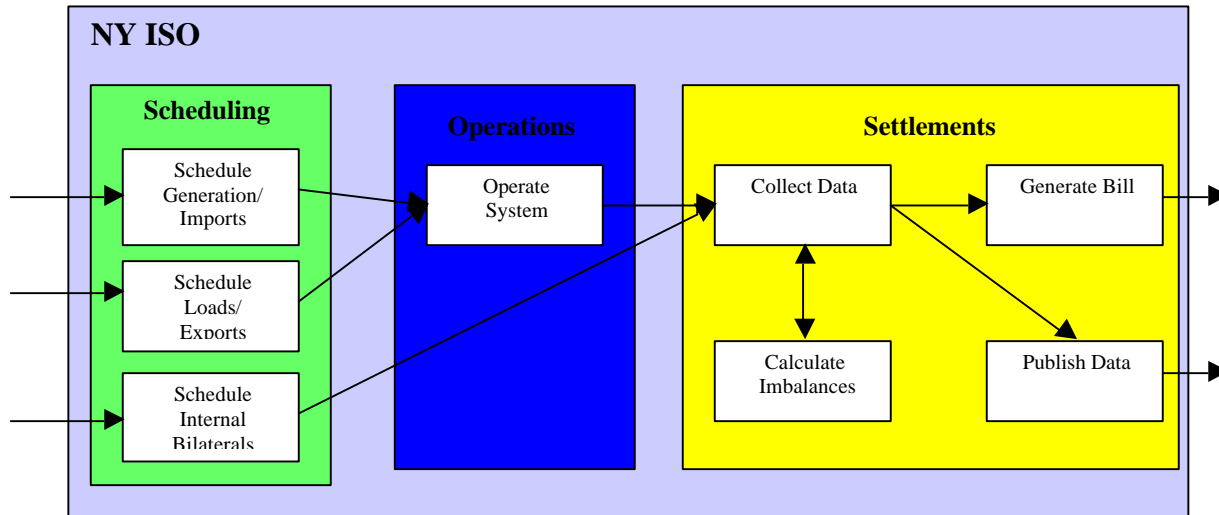 NY ISO
Scheduling
Schedule
Generation/
Imports
Schedule
Loads/
Exports
Schedule
Internal
Bilaterals
Operations
Operate
System
Settlements
Collect Data
Generate Bill
Calculate
Imbalances
Publish Data